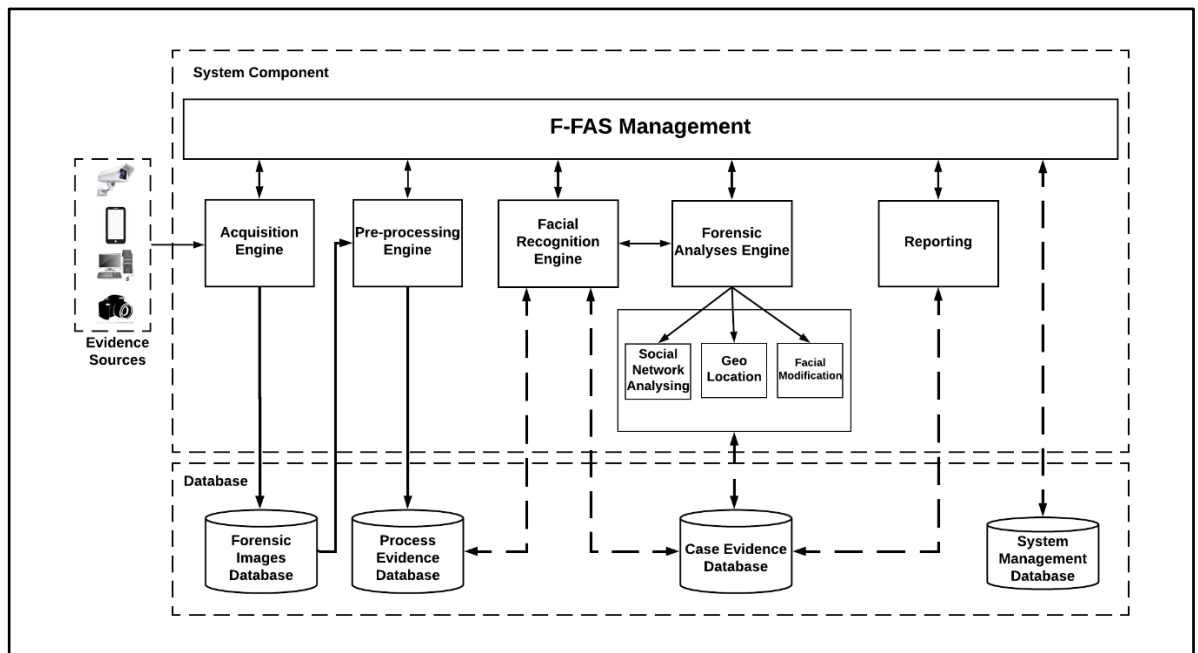 System Component
F-FAS Management
Acquisition
Engine
Pre-processing
Engine
Facial
Recognition
Engine
Forensic
Analyses Engine
Reporting
Evidence
Sources
Social
Network
Analysing
Geo
Location
Facial
Modification
Database
Forensic
Images
Database
Process
Evidence
Database
Case Evidence
Database
System
Management
Database